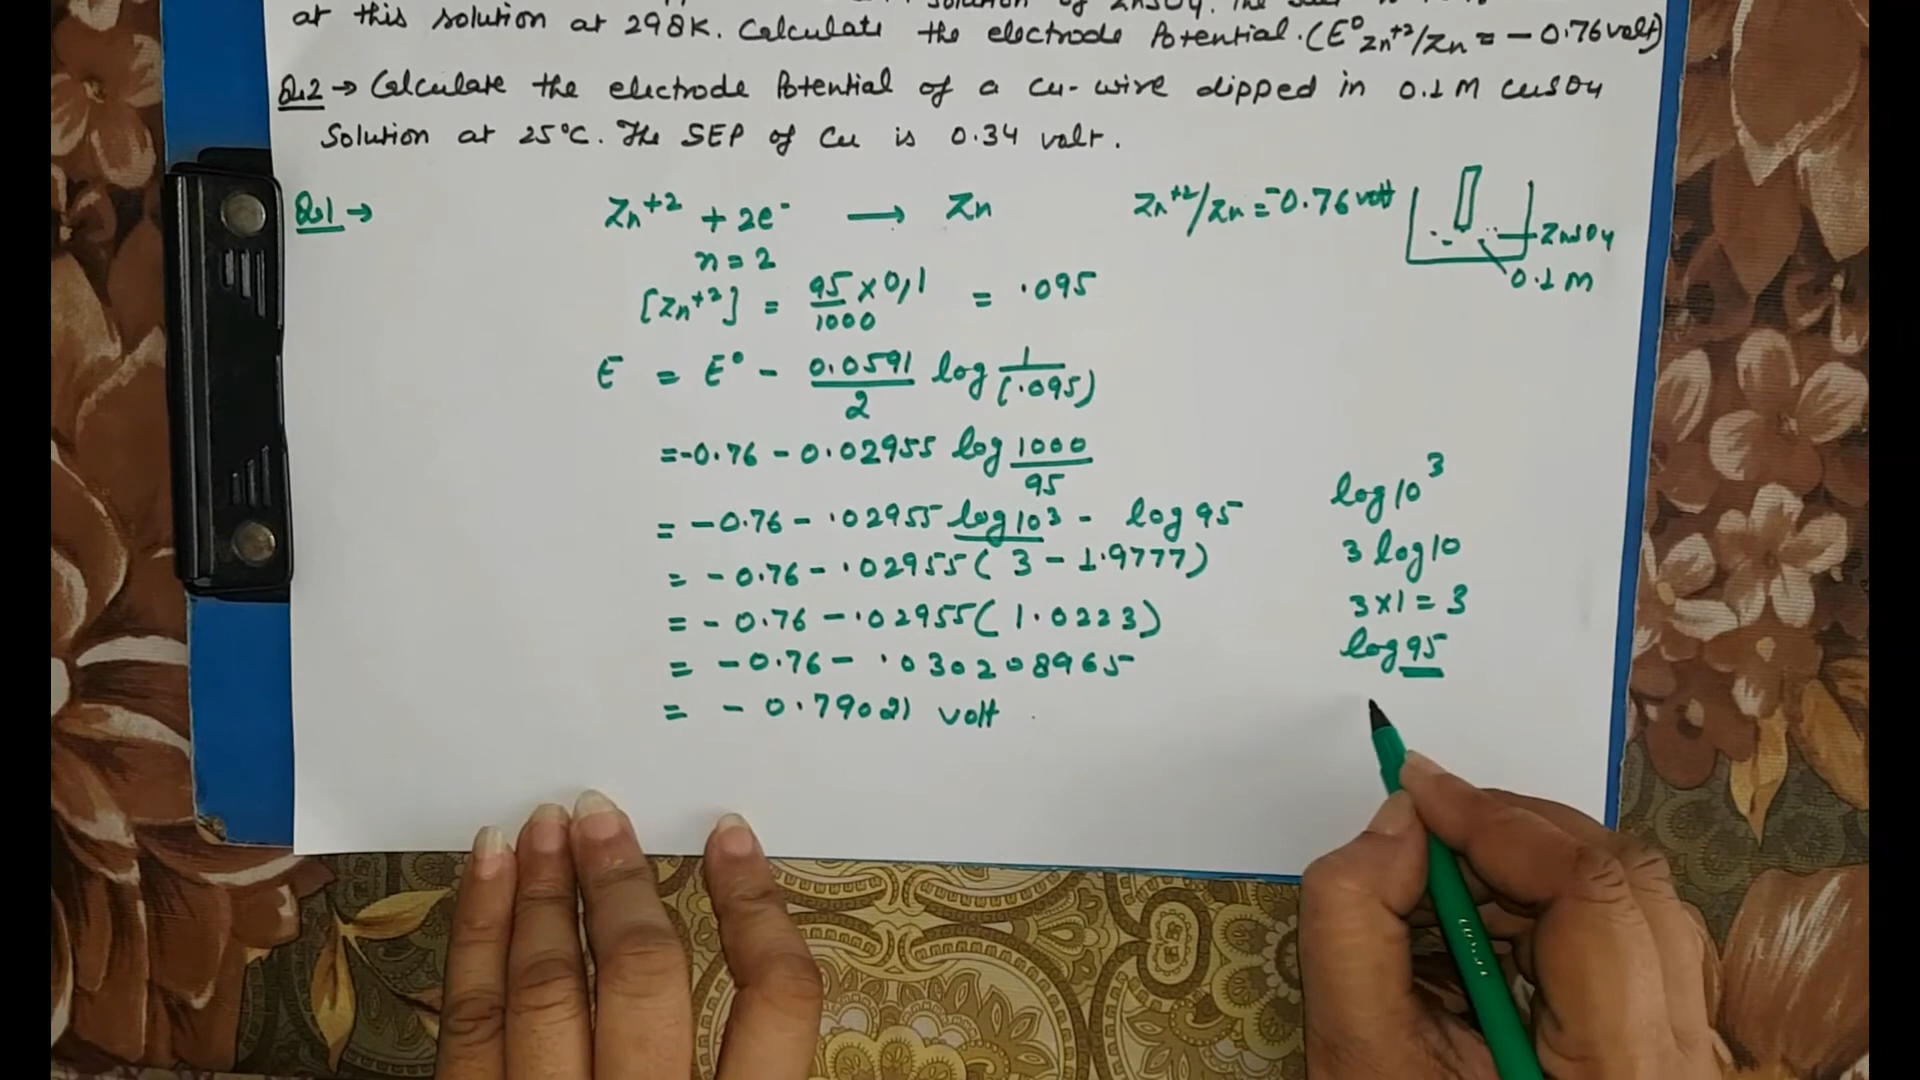 solution of ZnSO4. The
at this solution at 298K. Calculate the electrode Potential. (E° Zn+2/Zn = - 0.76 volt)
Q.2 → Calculate the electrode Potential of a Cu-wire dipped in 0.1 M CuSO4
Solution at 25°C. The SEP of Cu is 0.34 volt.
Q.1 → Zn+2 + 2e- → Zn Zn+2/Zn = -0.76 volt
ZnSO4
0.1 M
n = 2
[Zn+2] = 95/1000 × 0,1 = .095
E = E° - 0.0591/2 log 1/(.095)
= -0.76 - 0.02955 log 1000/95
= -0.76 - .02955 log 10³ - log 95
= -0.76 - .02955 (3 - 1.9777)
= -0.76 - .02955 (1.0223)
= -0.76 - .030208965
= -0.79021 volt
log 10³
3 log 10
3×1 = 3
log 95